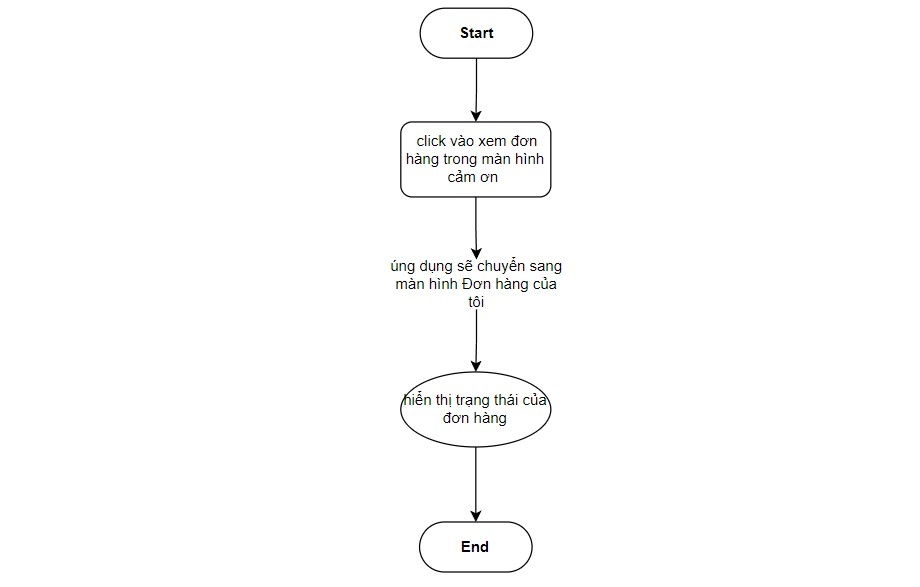 Start
click vào xem đơn
hàng trong màn hình
cảm ơn
úng dụng sẽ chuyển sang
màn hình Đơn hàng của
tôi
hiển thị trạng thái của
đơn hàng
End